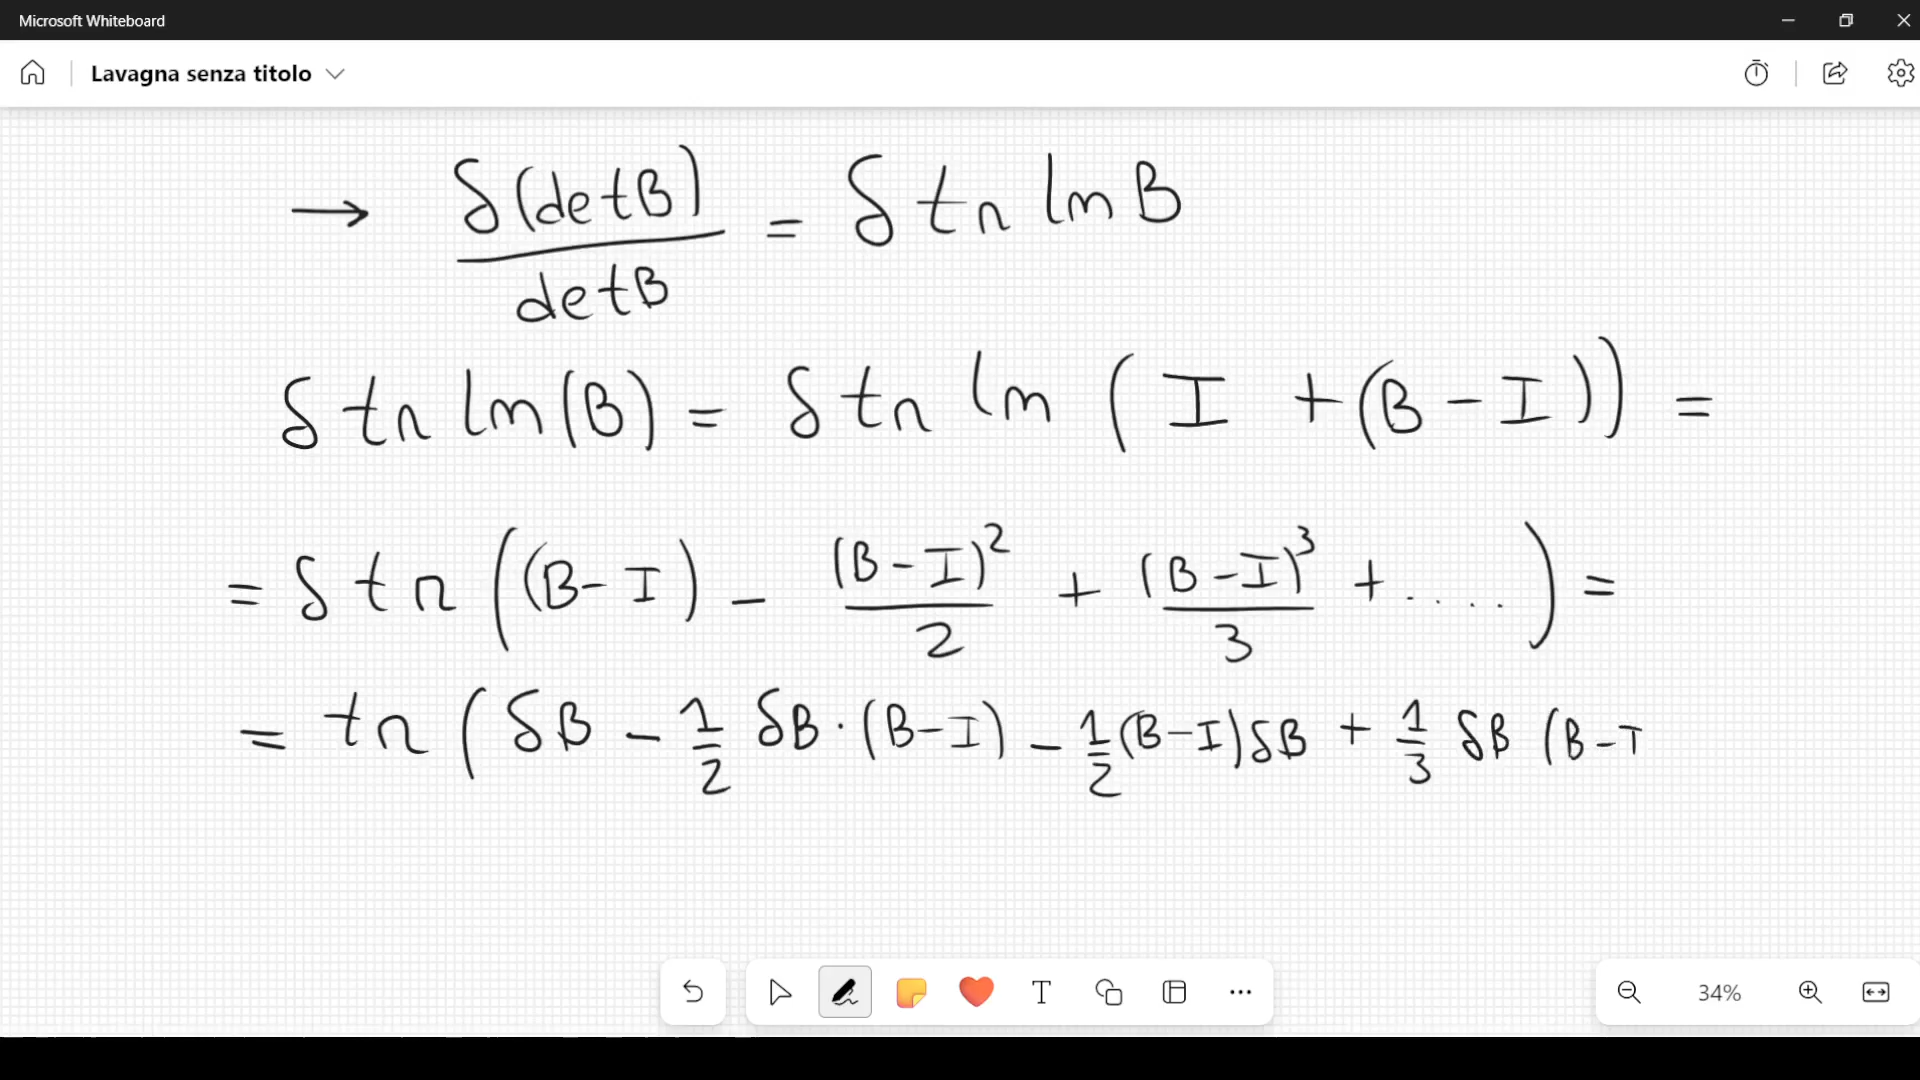 Microsoft Whiteboard
Lavagna senza titolo
→ δ(detB)/detB = δ tr ln B
δ tr ln(B) = δ tr ln (I + (B - I)) =
= δ tr ((B - I) - (B - I)²/2 + (B - I)³/3 + .....) =
= tr (δB - 1/2 δB · (B - I) - 1/2 (B - I)δB + 1/3 δB (B - I
T
34%